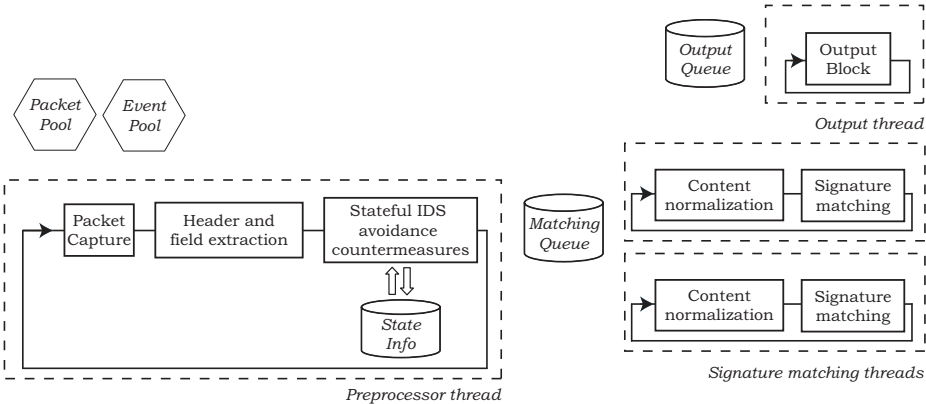 Output
Queue
Output
Block
Output thread
Packet
Pool
Event
Pool
Packet
Capture
Header and
field extraction
Stateful IDS
avoidance
countermeasures
State
Info
Preprocessor thread
Matching
Queue
Content
normalization
Signature
matching
Content
normalization
Signature
matching
Signature matching threads